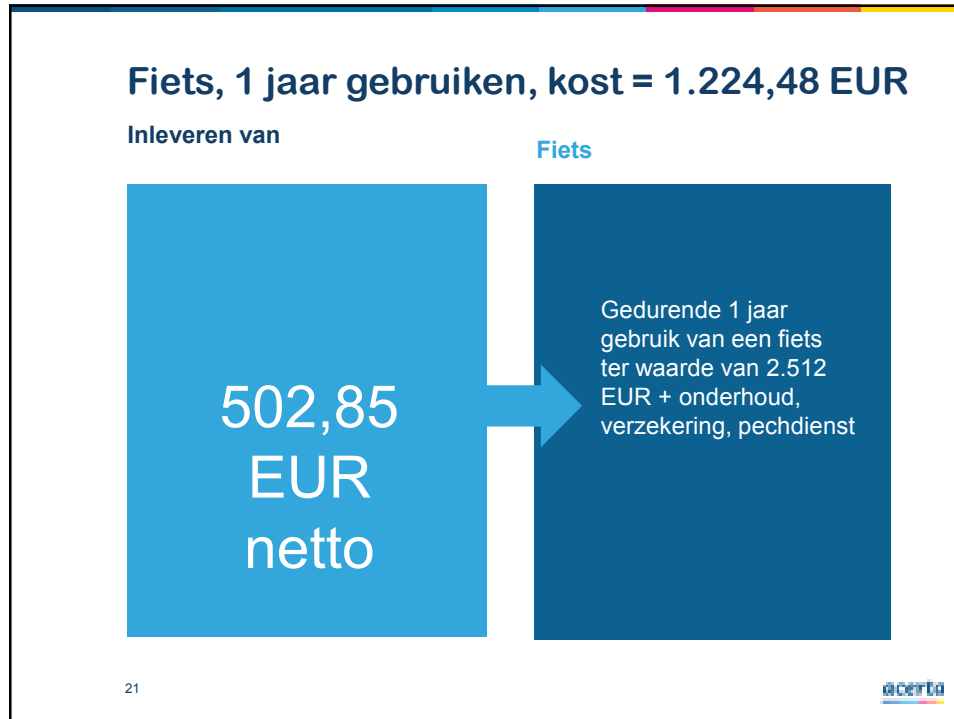 Fiets, 1 jaar gebruiken, kost = 1.224,48 EUR
Inleveren van
Fiets
502,85
EUR
netto
Gedurende 1 jaar
gebruik van een fiets
ter waarde van 2.512
EUR + onderhoud,
verzekering, pechdienst
21
acerta